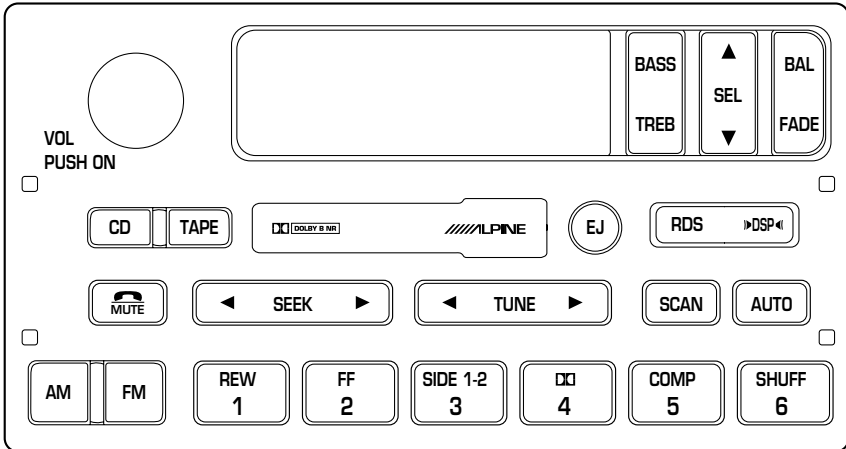 BASS
TREB
▲
SEL
▼
BAL
FADE
VOL
PUSH ON
CD
TAPE
DOLBY B NR
ALPINE
EJ
RDS
DSP
MUTE
◄ SEEK ►
◄ TUNE ►
SCAN
AUTO
AM
FM
REW
1
FF
2
SIDE 1-2
3
4
COMP
5
SHUFF
6